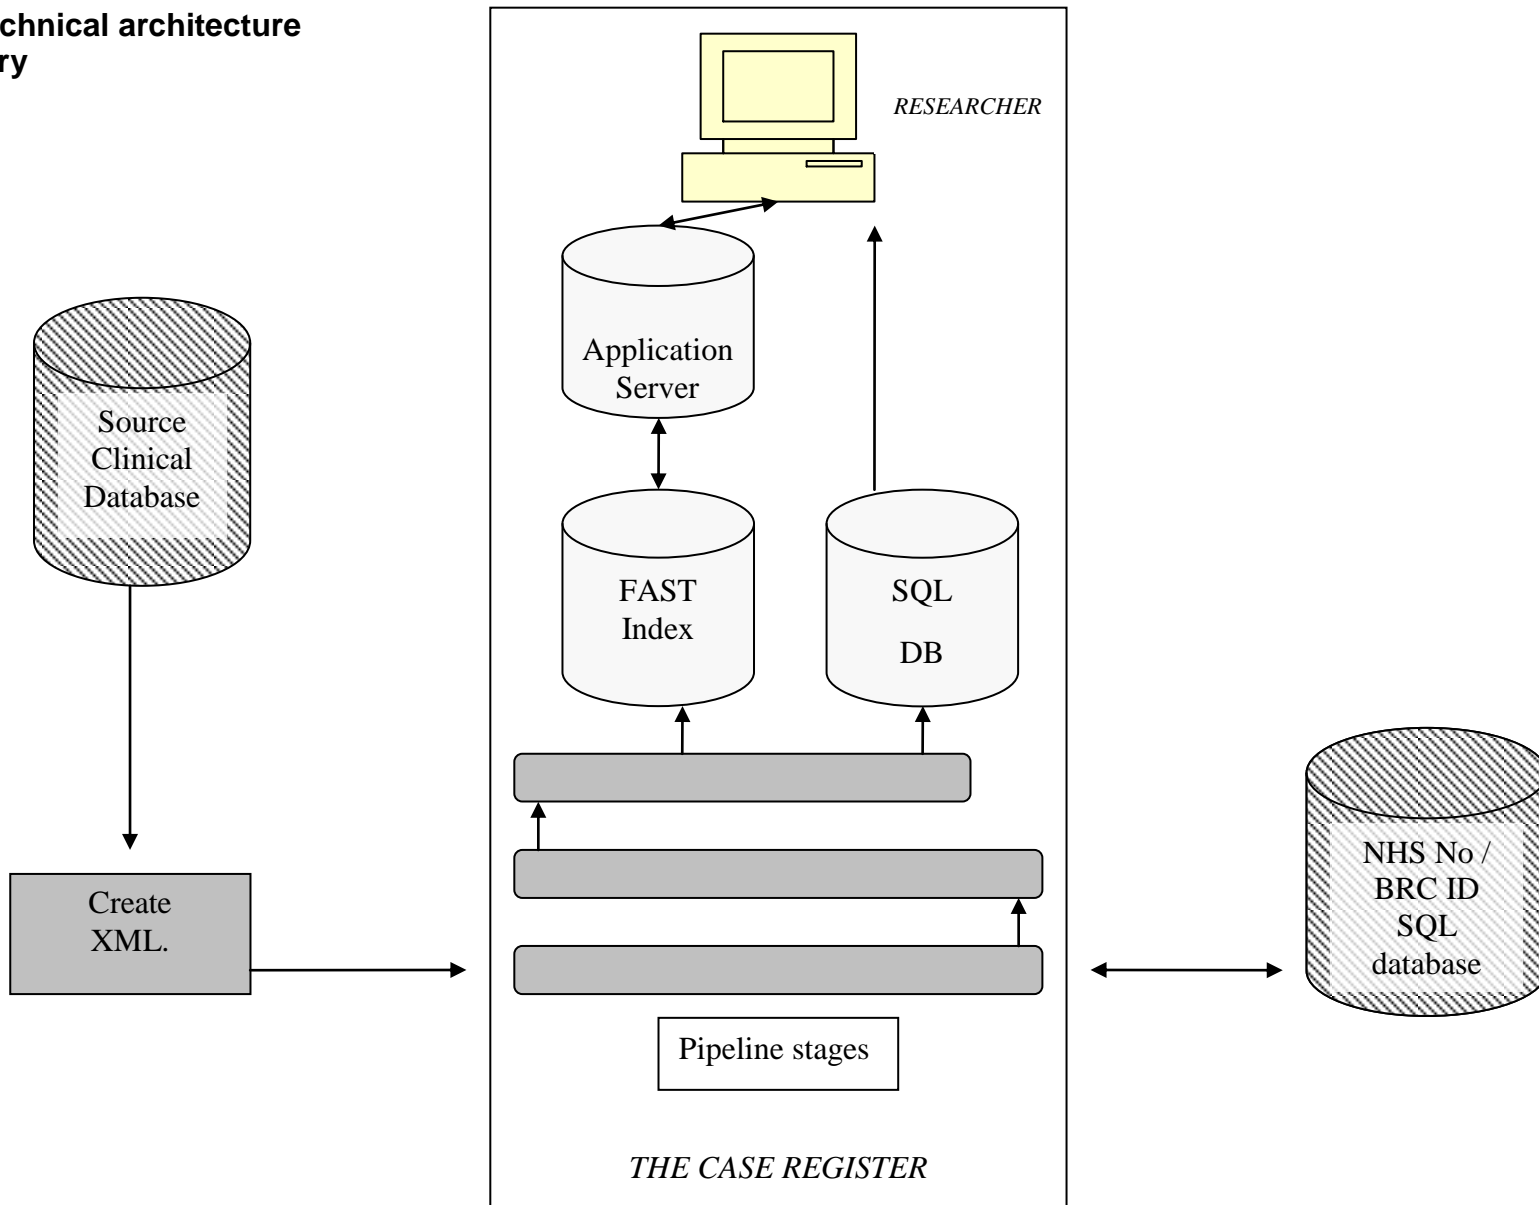 chnical architecture
ry
RESEARCHER
Application
Server
Source
Clinical
Database
FAST
Index
SQL
DB
Create
XML.
NHS No /
BRC ID
SQL
database
Pipeline stages
THE CASE REGISTER